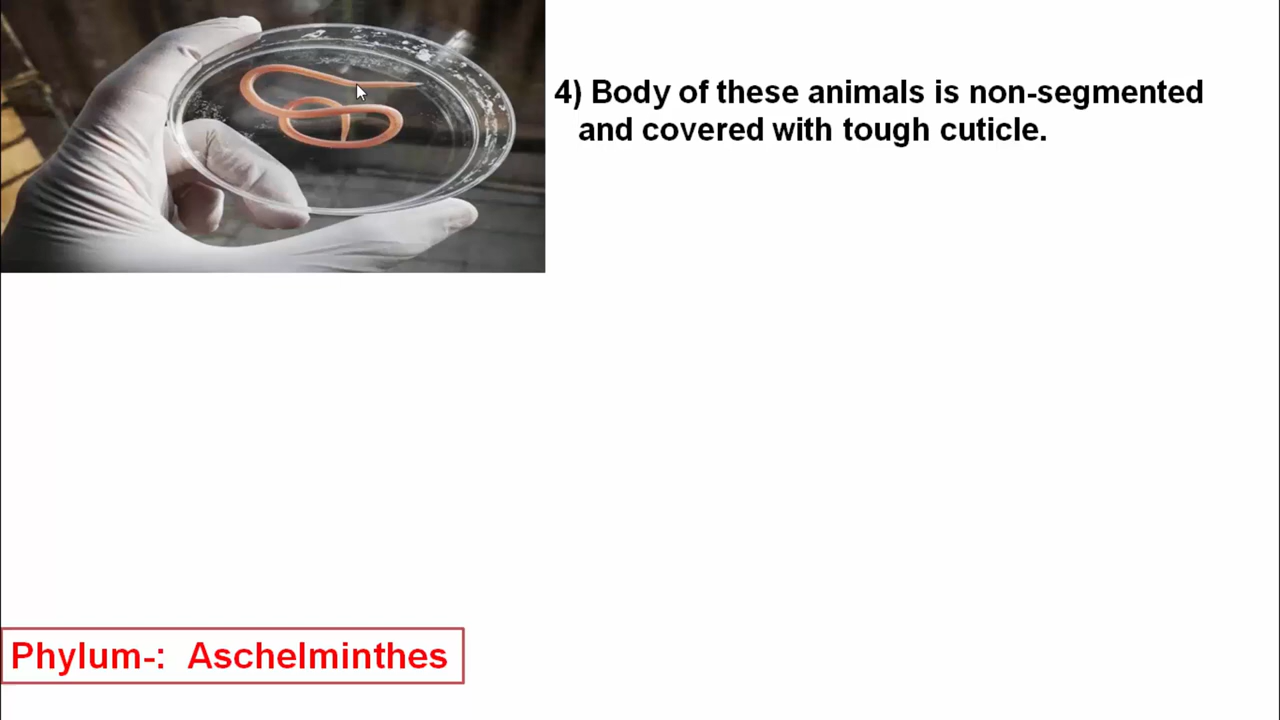 4) Body of these animals is non-segmented
and covered with tough cuticle.
Phylum-: Aschelminthes